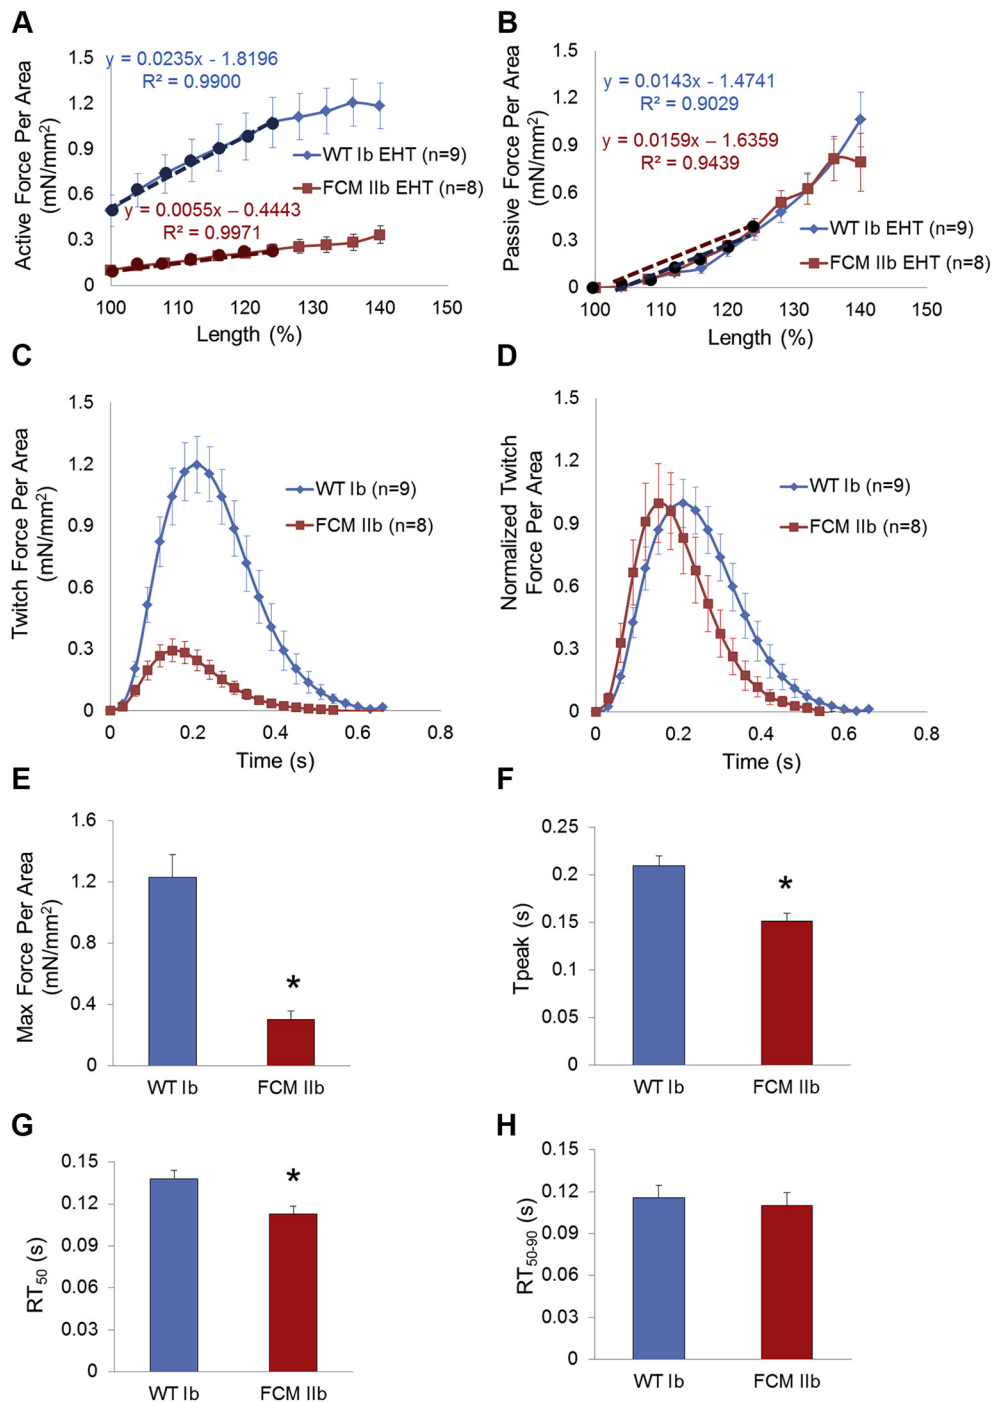 A
Active Force Per Area
(mN/mm²)
1.5
1.2
0.9
0.6
0.3
0
y = 0.0235x - 1.8196
R² = 0.9900
WT Ib EHT (n=9)
FCM IIb EHT (n=8)
y = 0.0055x – 0.4443
R² = 0.9971
100 110 120 130 140 150
Length (%)
B
Passive Force Per Area
(mN/mm²)
1.5
1.2
0.9
0.6
0.3
0
y = 0.0143x - 1.4741
R² = 0.9029
y = 0.0159x – 1.6359
R² = 0.9439
WT Ib EHT (n=9)
FCM IIb EHT (n=8)
100 110 120 130 140 150
Length (%)
C
Twitch Force Per Area
(mN/mm²)
1.5
1.2
0.9
0.6
0.3
0
WT Ib (n=9)
FCM IIb (n=8)
0 0.2 0.4 0.6 0.8
Time (s)
D
Normalized Twitch
Force Per Area
1.5
1.2
0.9
0.6
0.3
0
WT Ib (n=9)
FCM IIb (n=8)
0 0.2 0.4 0.6 0.8
Time (s)
E
Max Force Per Area
(mN/mm²)
1.6
1.2
0.8
0.4
0
*
WT Ib FCM IIb
F
Tpeak (s)
0.25
0.2
0.15
0.1
0.05
0
*
WT Ib FCM IIb
G
RT50 (s)
0.15
0.12
0.09
0.06
0.03
0
*
WT Ib FCM IIb
H
RT50-90 (s)
0.15
0.12
0.09
0.06
0.03
0
WT Ib FCM IIb